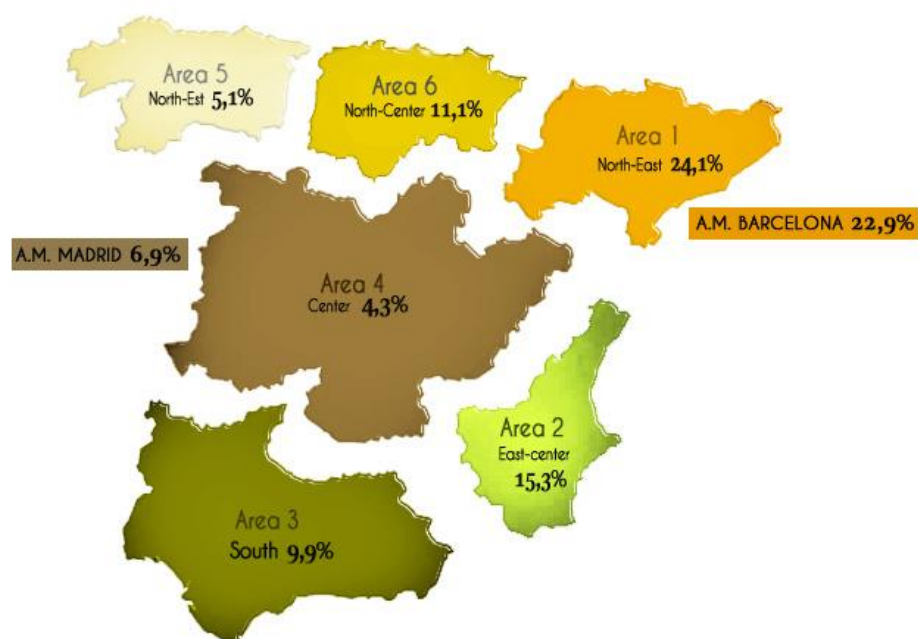 Area 5
North-Est 5,1%
Area 6
North-Center 11,1%
Area 1
North-East 24,1%
A.M. BARCELONA 22,9%
A.M. MADRID 6,9%
Area 4
Center 4,3%
Area 2
East-center
15,3%
Area 3
South 9,9%